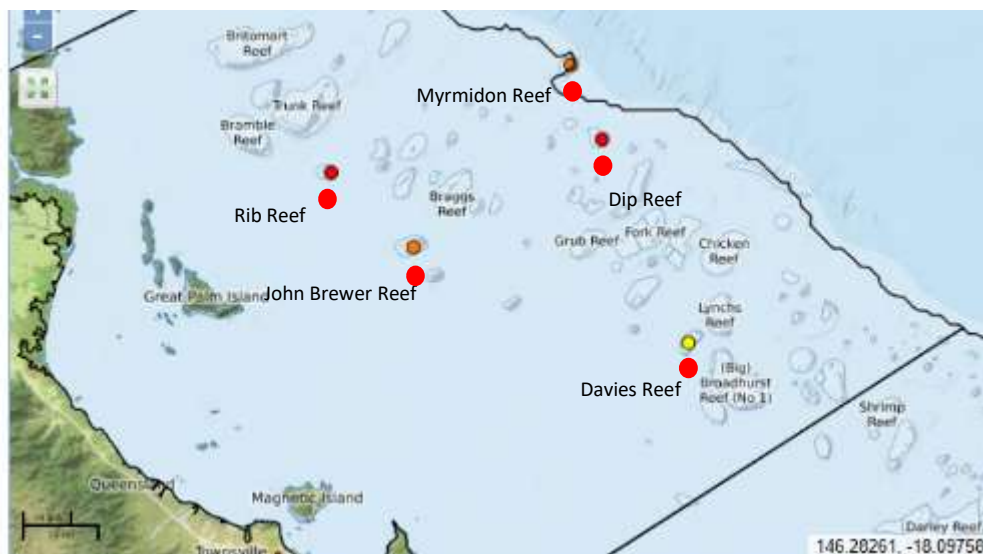 Britomart
Reef
Myrmidon Reef
Trunk Reef
Bramble
Reef
Rib Reef
Braggs
Reef
Dip Reef
Grub Reef
Fork Reef
Chicken
Reef
John Brewer Reef
Great Palm Island
Lynchs
Reef
Davies Reef
(Big)
Broadhurst
Reef (No 1)
Shrimp
Reef
Queensland
Magnetic Island
Darley Reef
Townsville
146.28261, -18.09758